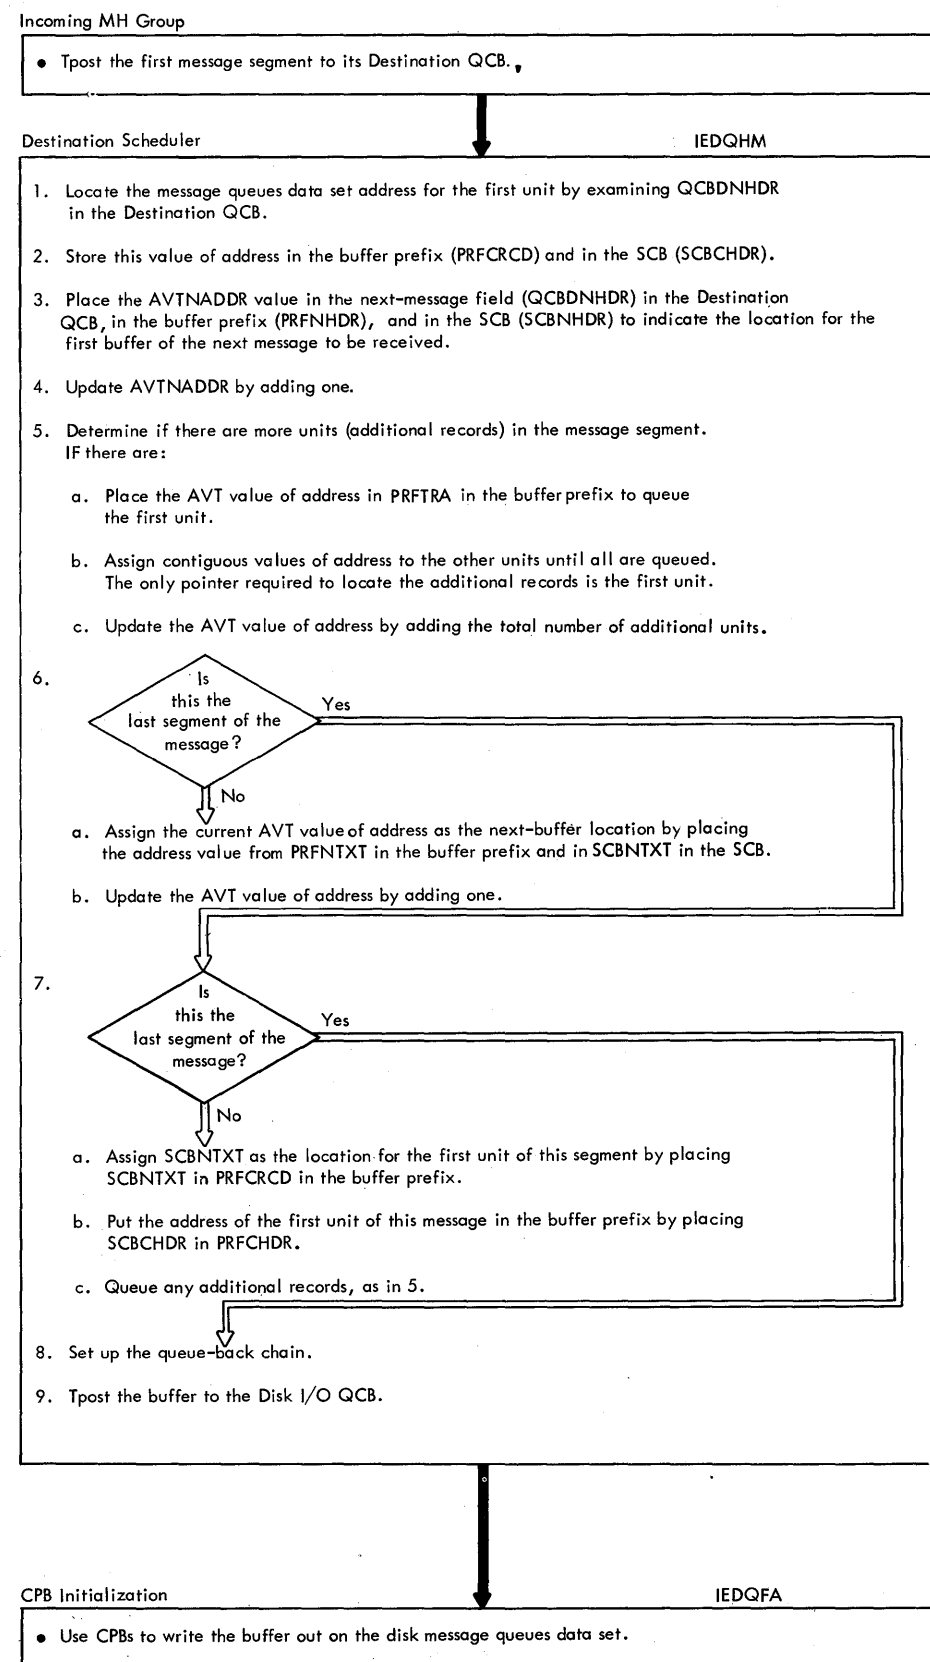 Incoming MH Group
• Tpost the first message segment to its Destination QCB.
Destination Scheduler IEDQHM
1. Locate the message queues data set address for the first unit by examining QCBDNHDR
in the Destination QCB.
2. Store this value of address in the buffer prefix (PRFCRCD) and in the SCB (SCBCHDR).
3. Place the AVTNADDR value in the next-message field (QCBDNHDR) in the Destination
QCB, in the buffer prefix (PRFNHDR), and in the SCB (SCBNHDR) to indicate the location for the
first buffer of the next message to be received.
4. Update AVTNADDR by adding one.
5. Determine if there are more units (additional records) in the message segment.
IF there are:
a. Place the AVT value of address in PRFTRA in the buffer prefix to queue
the first unit.
b. Assign contiguous values of address to the other units until all are queued.
The only pointer required to locate the additional records is the first unit.
c. Update the AVT value of address by adding the total number of additional units.
6.
Is
this the
last segment of the
message?
Yes
No
a. Assign the current AVT value of address as the next-buffer location by placing
the address value from PRFNTXT in the buffer prefix and in SCBNTXT in the SCB.
b. Update the AVT value of address by adding one.
7.
Is
this the
last segment of the
message?
Yes
No
a. Assign SCBNTXT as the location for the first unit of this segment by placing
SCBNTXT in PRFCRCD in the buffer prefix.
b. Put the address of the first unit of this message in the buffer prefix by placing
SCBCHDR in PRFCHDR.
c. Queue any additional records, as in 5.
8. Set up the queue-back chain.
9. Tpost the buffer to the Disk I/O QCB.
CPB Initialization IEDQFA
• Use CPBs to write the buffer out on the disk message queues data set.